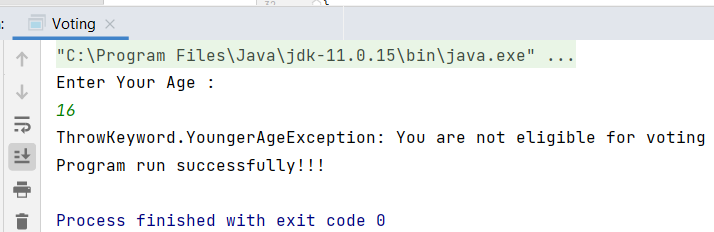 Voting
"C:\Program Files\Java\jdk-11.0.15\bin\java.exe" ...
Enter Your Age :
16
ThrowKeyword.YoungerAgeException: You are not eligible for voting
Program run successfully!!!
Process finished with exit code 0